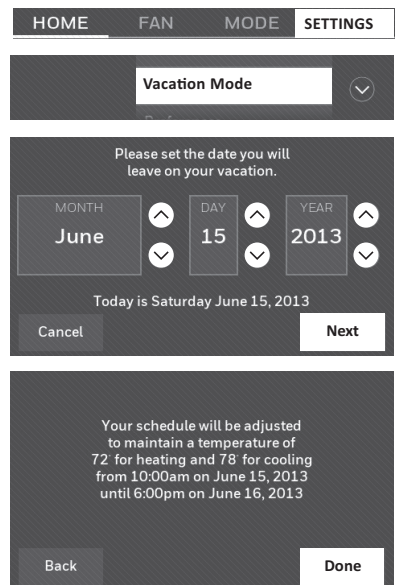 HOME FAN MODE SETTINGS
Vacation Mode
Please set the date you will
leave on your vacation.
MONTH DAY YEAR
June 15 2013
Today is Saturday June 15, 2013
Cancel Next
Your schedule will be adjusted
to maintain a temperature of
72° for heating and 78° for cooling
from 10:00am on June 15, 2013
until 6:00pm on June 16, 2013
Back Done